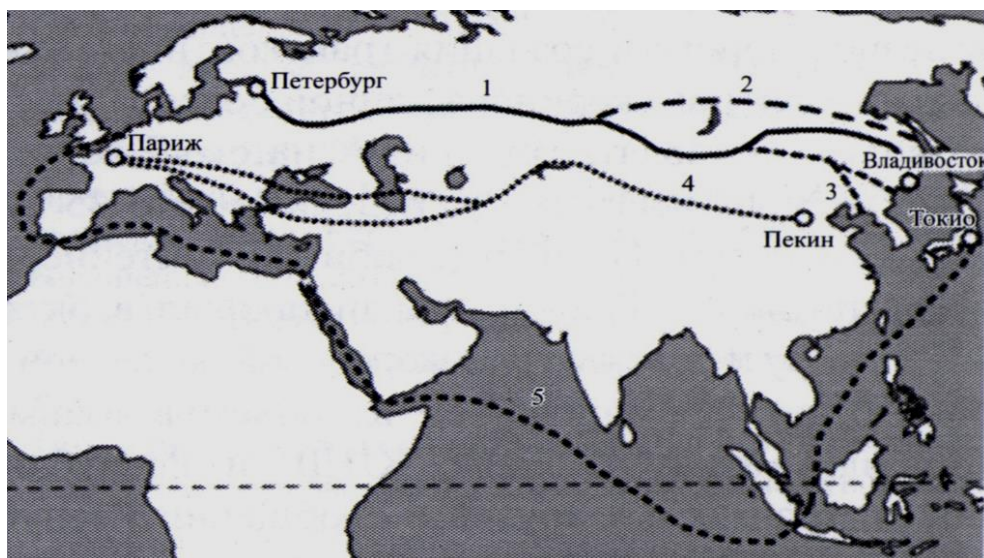 Петербург
1
2
Париж
Владивосток
4
3
Токио
Пекин
5